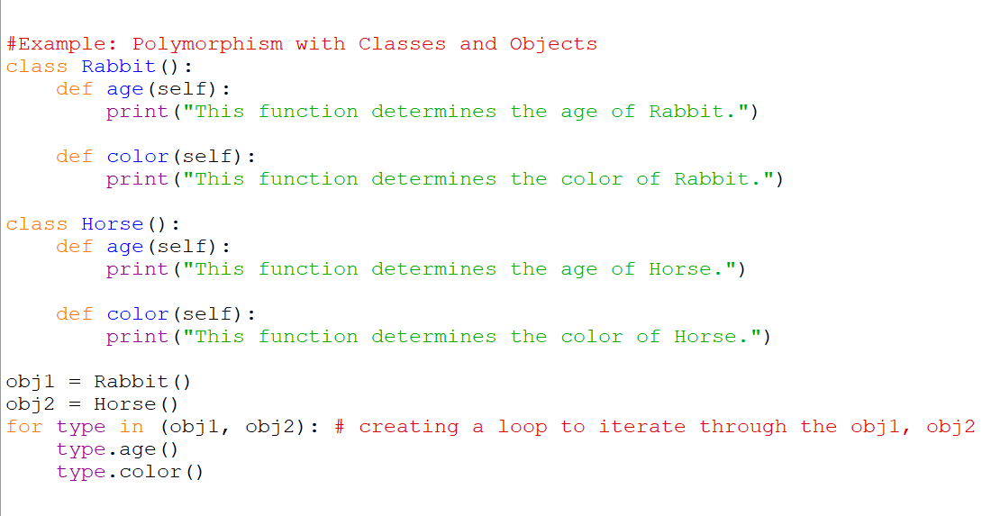 #Example: Polymorphism with Classes and Objects
class Rabbit():
    def age(self):
        print("This function determines the age of Rabbit.")

    def color(self):
        print("This function determines the color of Rabbit.")

class Horse():
    def age(self):
        print("This function determines the age of Horse.")

    def color(self):
        print("This function determines the color of Horse.")

obj1 = Rabbit()
obj2 = Horse()
for type in (obj1, obj2): # creating a loop to iterate through the obj1, obj2
    type.age()
    type.color()